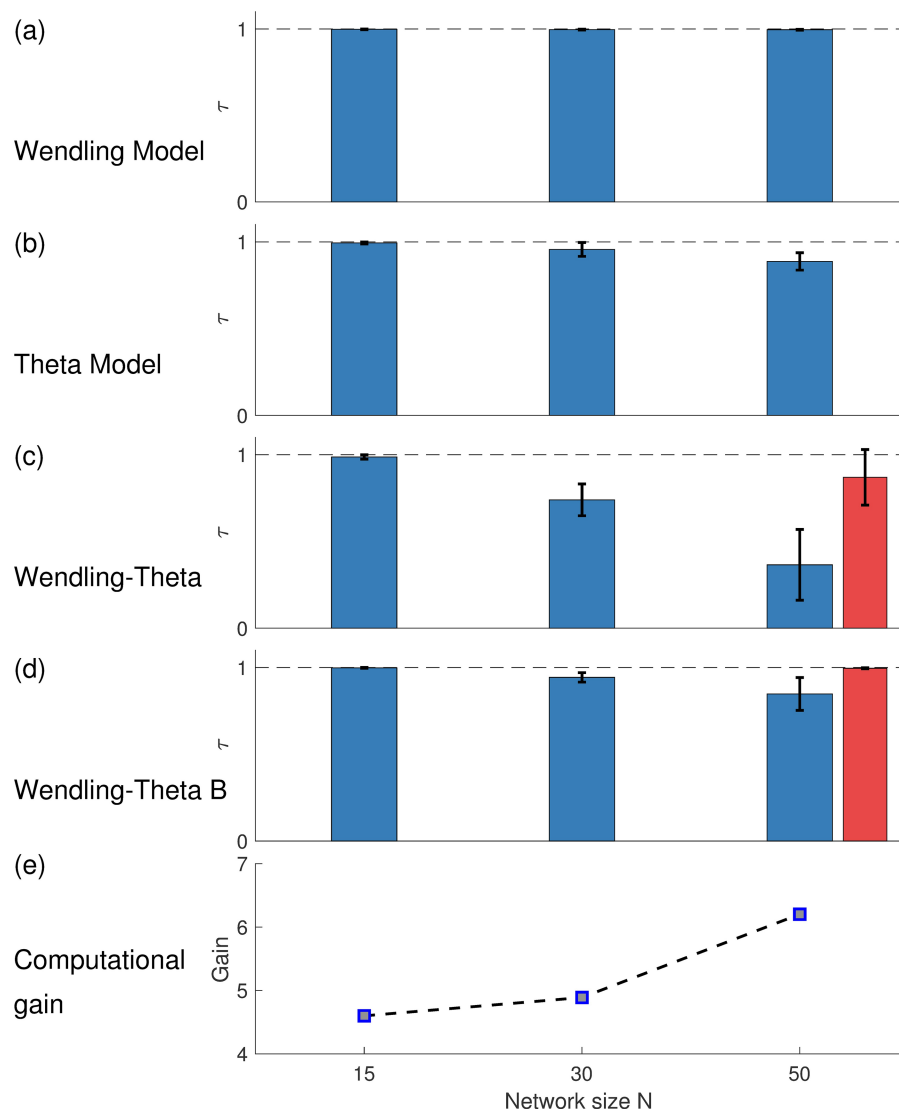 (a)
1
τ
Wendling Model
0
(b)
1
τ
Theta Model
0
(c)
1
τ
Wendling-Theta
0
(d)
1
τ
Wendling-Theta B
0
(e)
7
6
Computational
gain
Gain
5
4
15 30 50
Network size N